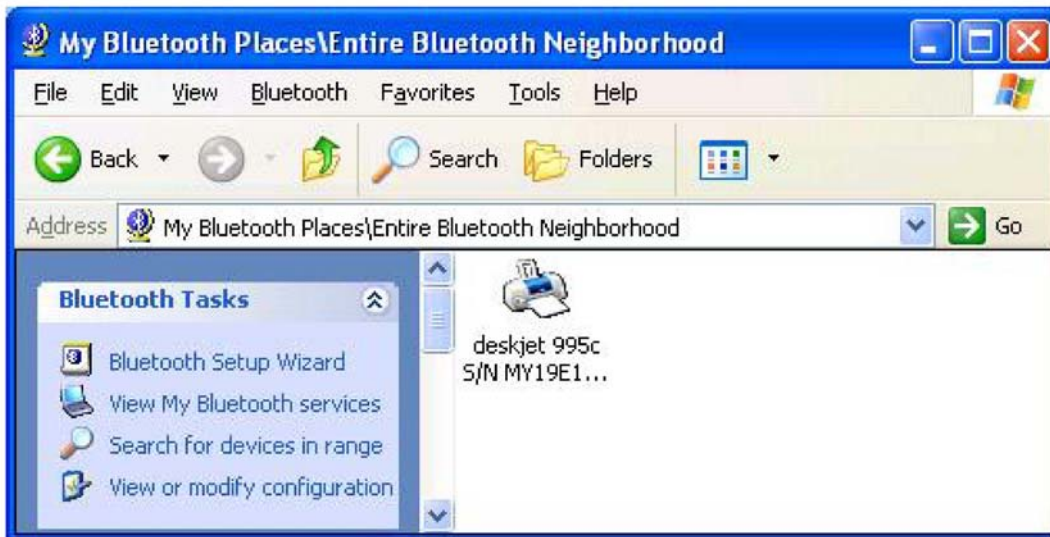 My Bluetooth Places\Entire Bluetooth Neighborhood
File Edit View Bluetooth Favorites Tools Help
Back Search Folders
Address My Bluetooth Places\Entire Bluetooth Neighborhood Go
Bluetooth Tasks
Bluetooth Setup Wizard
View My Bluetooth services
Search for devices in range
View or modify configuration
deskjet 995c
S/N MY19E1...